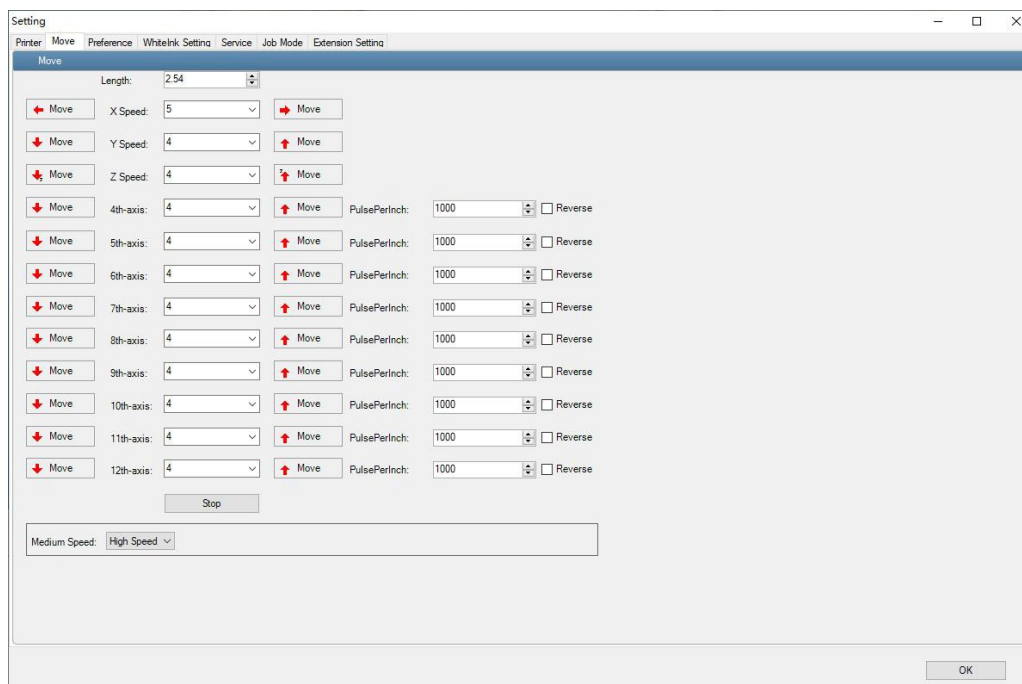 Setting
Printer Move Preference WhiteInk Setting Service Job Mode Extension Setting
Move
Length: 2.54
Move X Speed: 5 Move
Move Y Speed: 4 Move
Move Z Speed: 4 Move
Move 4th-axis: 4 Move PulsePerInch: 1000 Reverse
Move 5th-axis: 4 Move PulsePerInch: 1000 Reverse
Move 6th-axis: 4 Move PulsePerInch: 1000 Reverse
Move 7th-axis: 4 Move PulsePerInch: 1000 Reverse
Move 8th-axis: 4 Move PulsePerInch: 1000 Reverse
Move 9th-axis: 4 Move PulsePerInch: 1000 Reverse
Move 10th-axis: 4 Move PulsePerInch: 1000 Reverse
Move 11th-axis: 4 Move PulsePerInch: 1000 Reverse
Move 12th-axis: 4 Move PulsePerInch: 1000 Reverse
Stop
Medium Speed: High Speed
OK